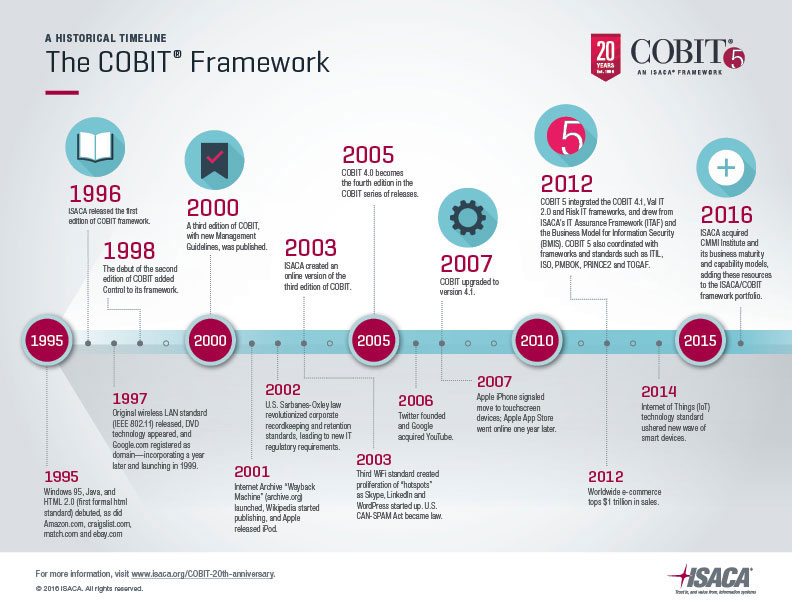 A HISTORICAL TIMELINE
The COBIT® Framework
20
YEARS
Est. 1996
COBIT® 5
AN ISACA® FRAMEWORK
1996
ISACA released the first
edition of COBIT framework.
1998
The debut of the second
edition of COBIT added
Control to its framework.
2000
A third edition of COBIT,
with new Management
Guidelines, was published.
2003
ISACA created an
online version of the
third edition of COBIT.
2005
COBIT 4.0 becomes
the fourth edition in the
COBIT series of releases.
2007
COBIT upgraded to
version 4.1.
5
2012
COBIT 5 integrated the COBIT 4.1, Val IT
2.0 and Risk IT frameworks, and drew from
ISACA's IT Assurance Framework (ITAF) and
the Business Model for Information Security
(BMIS). COBIT 5 also coordinated with
frameworks and standards such as ITIL,
ISO, PMBOK, PRINCE2 and TOGAF.
2016
ISACA acquired
CMMI Institute and
its business maturity
and capability models,
adding these resources
to the ISACA/COBIT
framework portfolio.
1995
2000
2005
2010
2015
1995
Windows 95, Java, and
HTML 2.0 (first formal html
standard) debuted, as did
Amazon.com, craigslist.com,
match.com and ebay.com
1997
Original wireless LAN standard
(IEEE 802.11) released, DVD
technology appeared, and
Google.com registered as
domain—incorporating a year
later and launching in 1999.
2001
Internet Archive "Wayback
Machine" (archive.org)
launched, Wikipedia started
publishing, and Apple
released iPod.
2002
U.S. Sarbanes-Oxley law
revolutionized corporate
recordkeeping and retention
standards, leading to new IT
regulatory requirements.
2003
Third WiFi standard created
proliferation of "hotspots"
as Skype, LinkedIn and
WordPress started up. U.S.
CAN-SPAM Act became law.
2006
Twitter founded
and Google
acquired YouTube.
2007
Apple iPhone signaled
move to touchscreen
devices; Apple App Store
went online one year later.
2012
Worldwide e-commerce
tops $1 trillion in sales.
2014
Internet of Things (IoT)
technology standard
ushered new wave of
smart devices.
For more information, visit www.isaca.org/COBIT-20th-anniversary.
© 2016 ISACA. All rights reserved.
ISACA®
Trust in, and value from, information systems